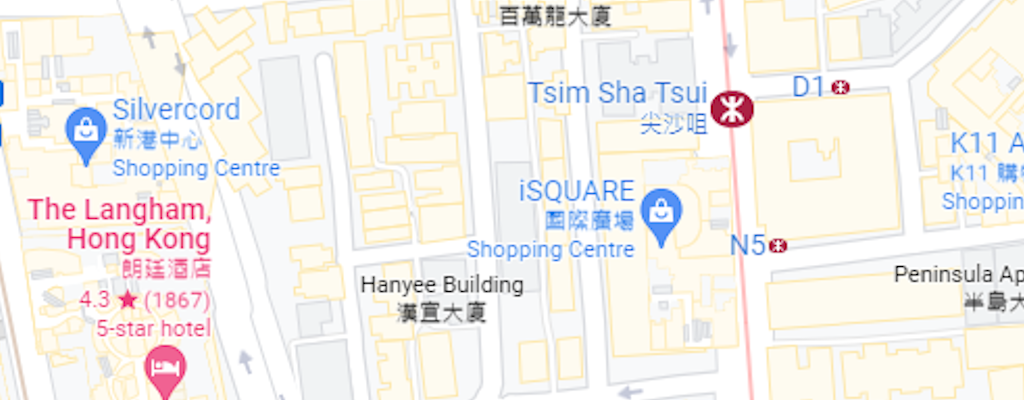 百萬龍大廈
Tsim Sha Tsui
尖沙咀
D1
Silvercord
新港中心
Shopping Centre
K11 A
K11 購
Shoppin
iSQUARE
國際廣場
Shopping Centre
The Langham,
Hong Kong
朗廷酒店
4.3 ★ (1867)
5-star hotel
N5
Hanyee Building
漢宜大廈
Peninsula Ap
半島大